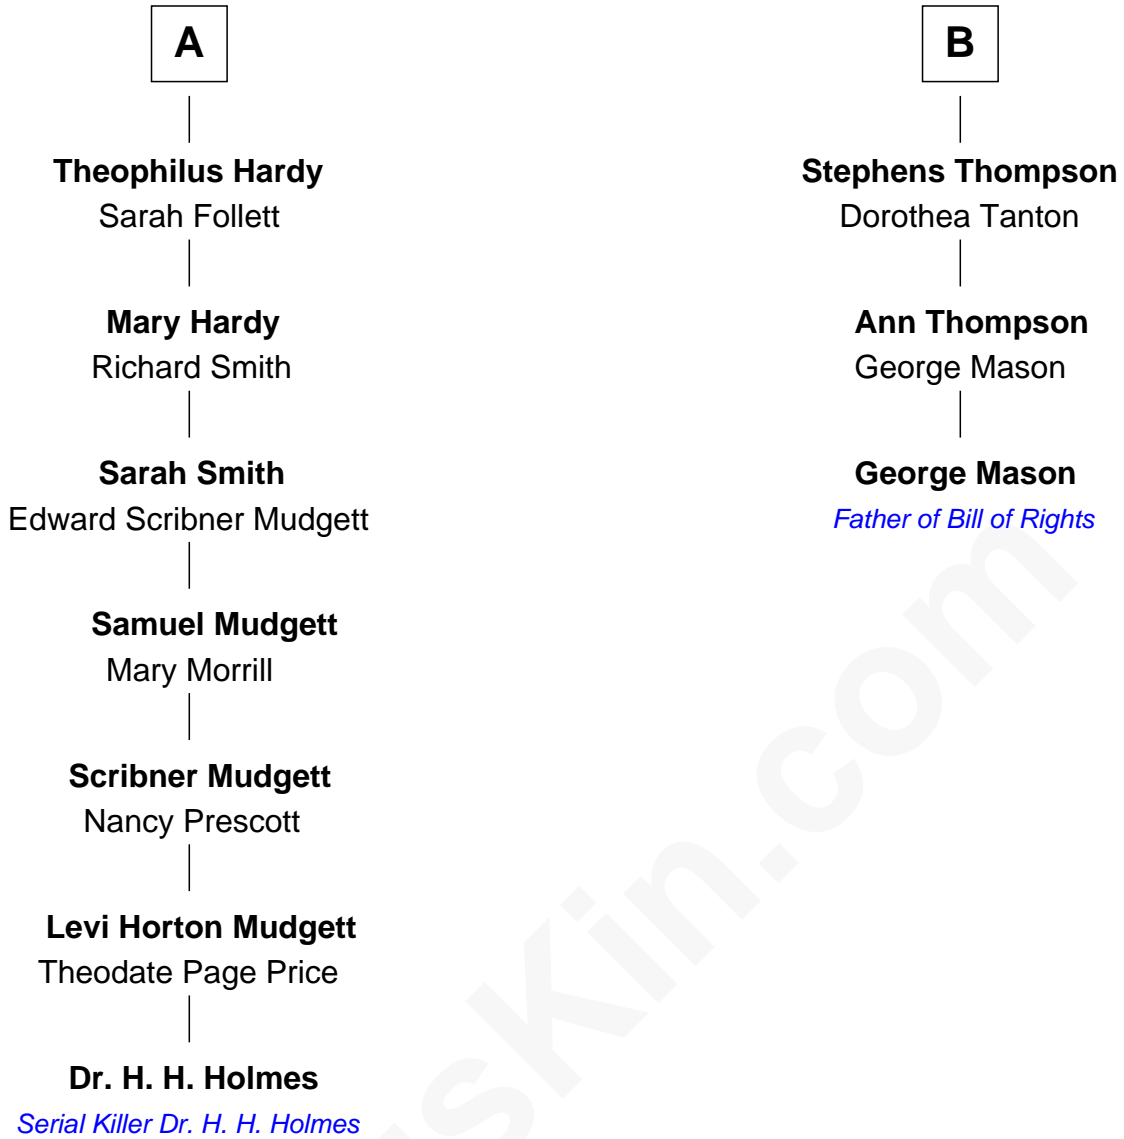 A
Theophilus Hardy
Sarah Follett
Mary Hardy
Richard Smith
Sarah Smith
Edward Scribner Mudgett
Samuel Mudgett
Mary Morrill
Scribner Mudgett
Nancy Prescott
Levi Horton Mudgett
Theodate Page Price
Dr. H. H. Holmes
Serial Killer Dr. H. H. Holmes
B
Stephens Thompson
Dorothea Tanton
Ann Thompson
George Mason
George Mason
Father of Bill of Rights
usKin.com